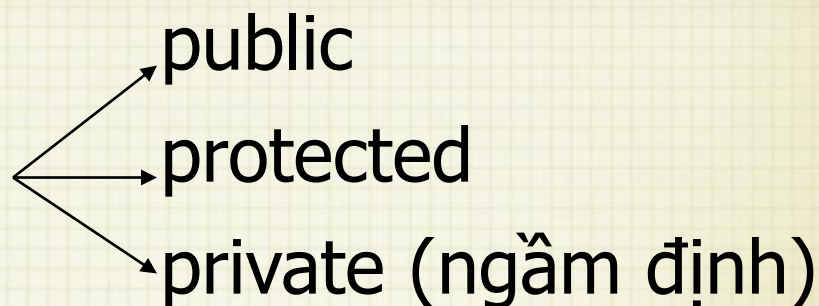 public
protected
private (ngầm định)